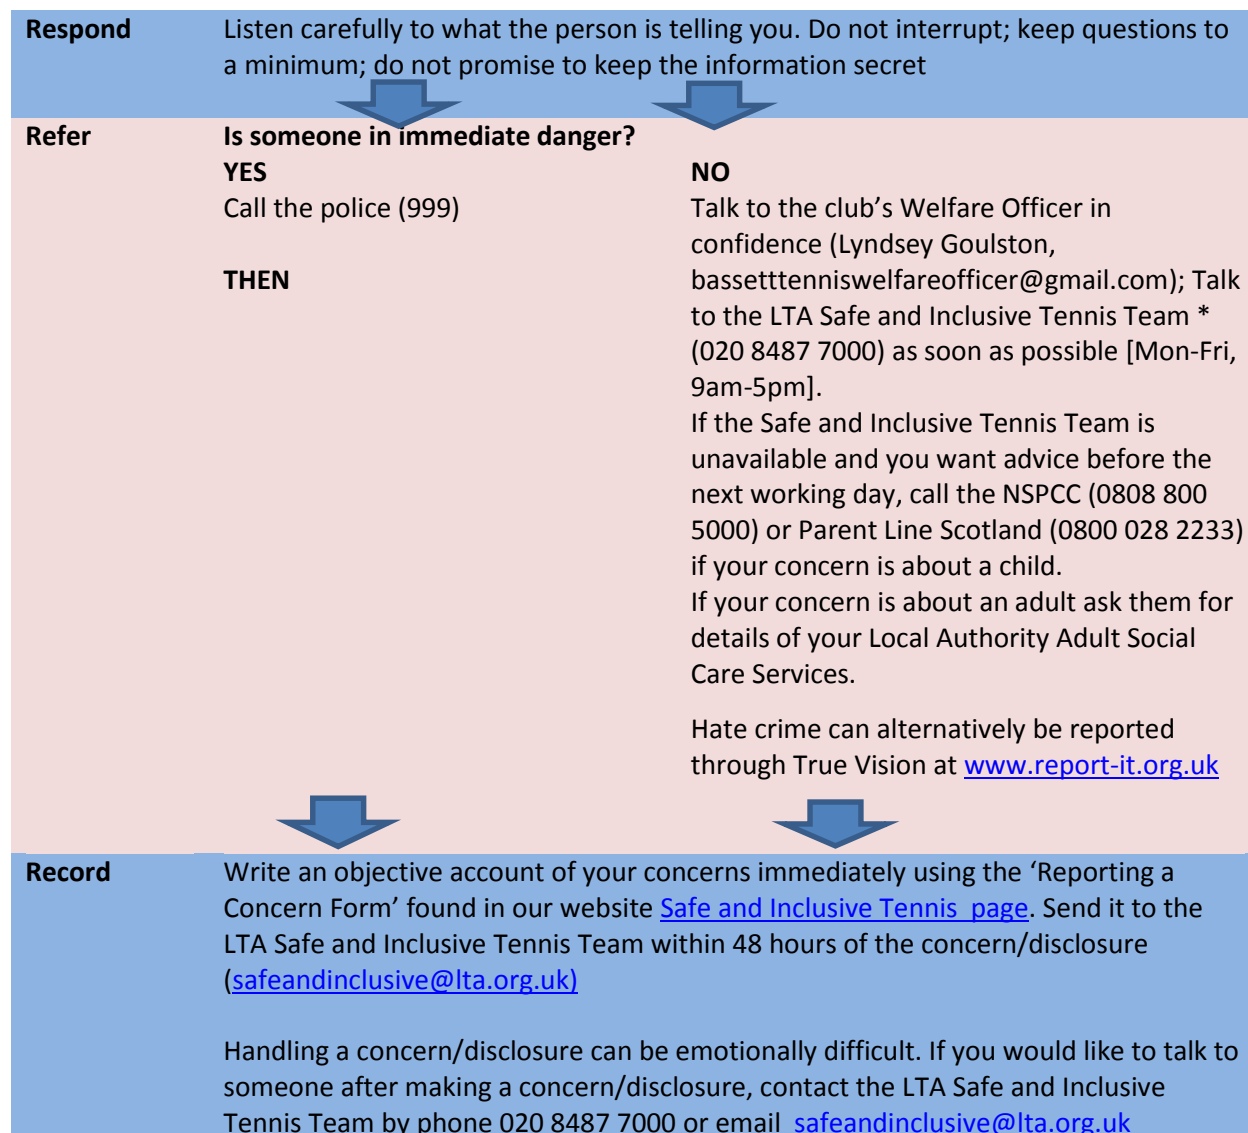 Respond
Listen carefully to what the person is telling you. Do not interrupt; keep questions to
a minimum; do not promise to keep the information secret
Refer
Is someone in immediate danger?
YES
Call the police (999)
THEN
NO
Talk to the club’s Welfare Officer in
confidence (Lyndsey Goulston,
bassetttenniswelfareofficer@gmail.com); Talk
to the LTA Safe and Inclusive Tennis Team *
(020 8487 7000) as soon as possible [Mon-Fri,
9am-5pm].
If the Safe and Inclusive Tennis Team is
unavailable and you want advice before the
next working day, call the NSPCC (0808 800
5000) or Parent Line Scotland (0800 028 2233)
if your concern is about a child.
If your concern is about an adult ask them for
details of your Local Authority Adult Social
Care Services.
Hate crime can alternatively be reported
through True Vision at www.report-it.org.uk
Record
Write an objective account of your concerns immediately using the ‘Reporting a
Concern Form’ found in our website Safe and Inclusive Tennis  page. Send it to the
LTA Safe and Inclusive Tennis Team within 48 hours of the concern/disclosure
(safeandinclusive@lta.org.uk)
Handling a concern/disclosure can be emotionally difficult. If you would like to talk to
someone after making a concern/disclosure, contact the LTA Safe and Inclusive
Tennis Team by phone 020 8487 7000 or email  safeandinclusive@lta.org.uk